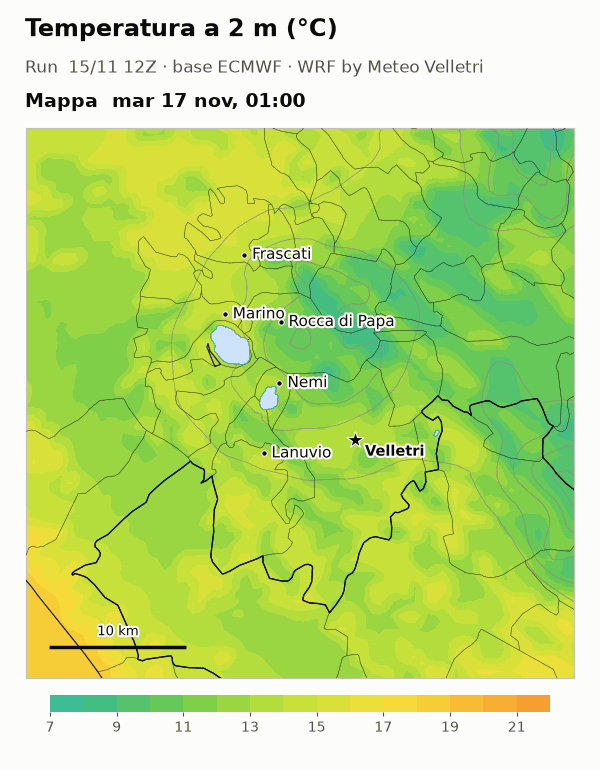 Temperatura a 2 m (°C)
Run  15/11 12Z · base ECMWF · WRF by Meteo Velletri
Mappa  mar 17 nov, 01:00
Frascati
Marino
Rocca di Papa
Nemi
Velletri
Lanuvio
10 km
7 9 11 13 15 17 19 21